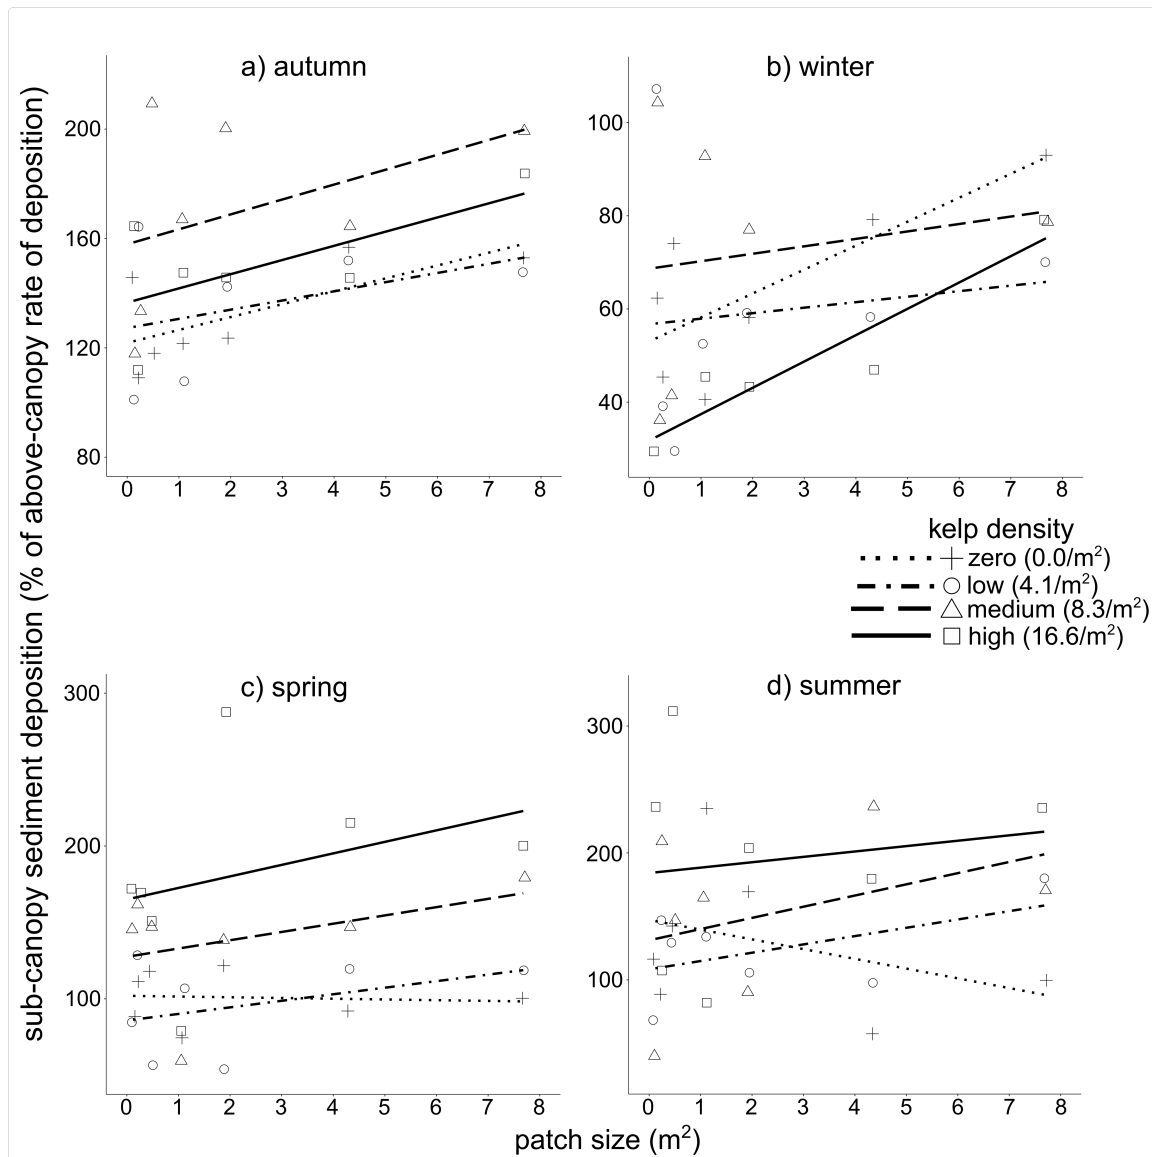 sub-canopy sediment deposition (% of above-canopy rate of deposition)
a) autumn
200
160
120
80
0 1 2 3 4 5 6 7 8
b) winter
100
80
60
40
0 1 2 3 4 5 6 7 8
kelp density
zero (0.0/m²)
low (4.1/m²)
medium (8.3/m²)
high (16.6/m²)
c) spring
300
200
100
0 1 2 3 4 5 6 7 8
d) summer
300
200
100
0 1 2 3 4 5 6 7 8
patch size (m²)